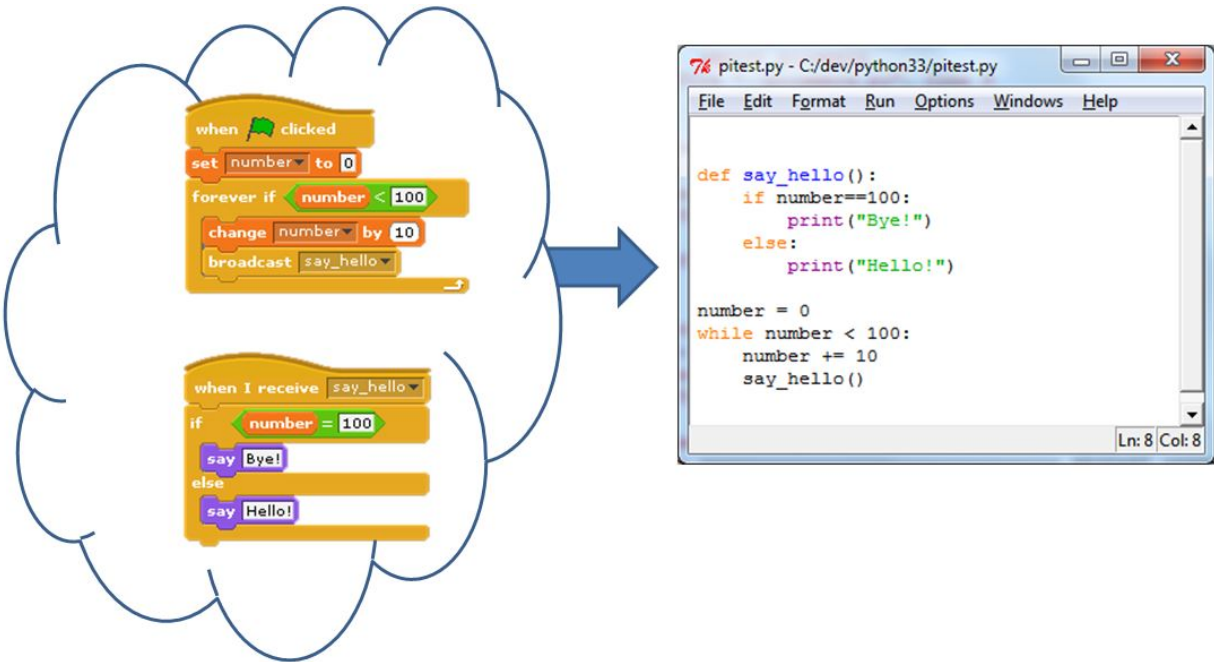 when clicked
set number to 0
forever if number < 100
change number by 10
broadcast say_hello
when I receive say_hello
if number = 100
say Bye!
else
say Hello!
pitest.py - C:/dev/python33/pitest.py
File Edit Format Run Options Windows Help
def say_hello():
    if number==100:
        print("Bye!")
    else:
        print("Hello!")
number = 0
while number < 100:
    number += 10
    say_hello()
Ln: 8 Col: 8